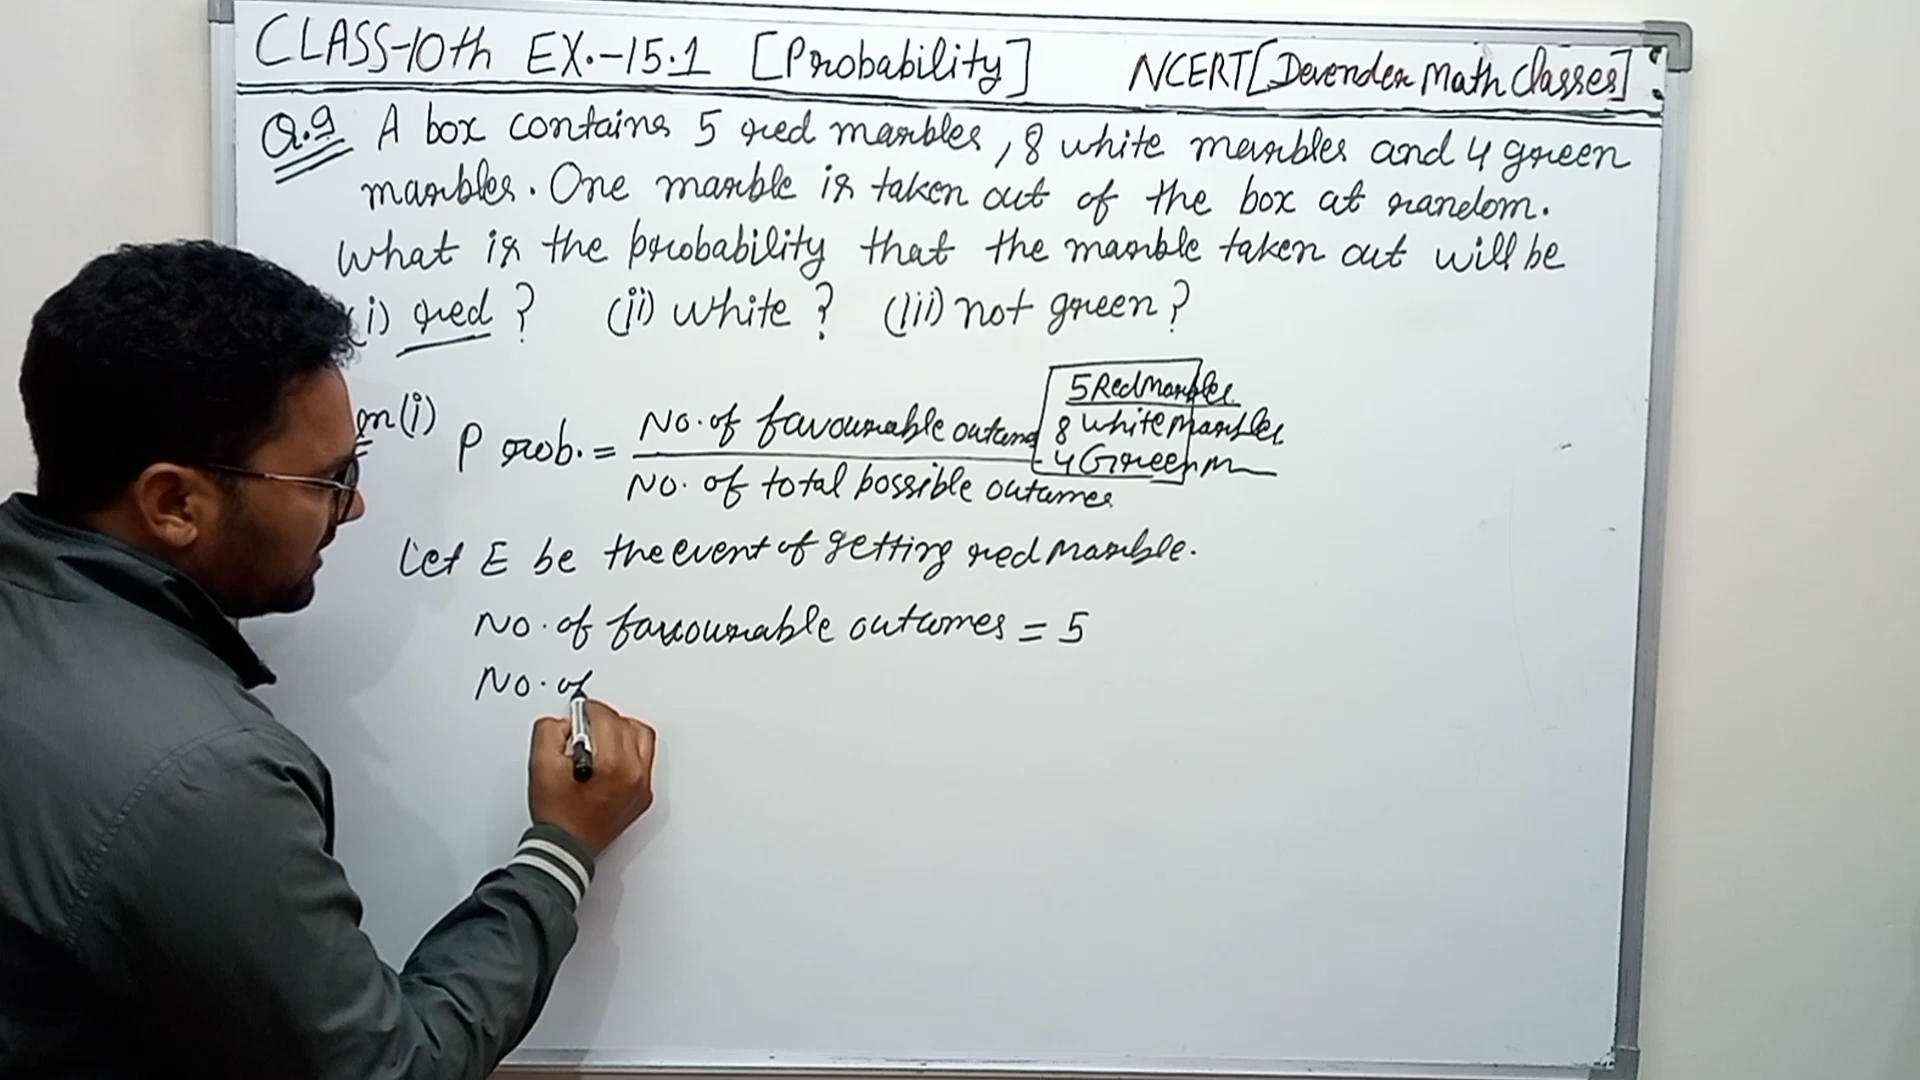 CLASS-10th EX.-15.1 [Probability] NCERT[Devender Math Classes]
Q.9 A box contains 5 red marbles, 8 white marbles and 4 green
marbles. One marble is taken out of the box at random.
What is the probability that the marble taken out will be
(i) red? (ii) white? (iii) not green?
5 Red Marbles
8 White Marbles
4 Green m
(i) Prob. = No. of favourable outcome
No. of total possible outcomes
Let E be the event of getting red marble.
No. of favourable outcomes = 5
No. of